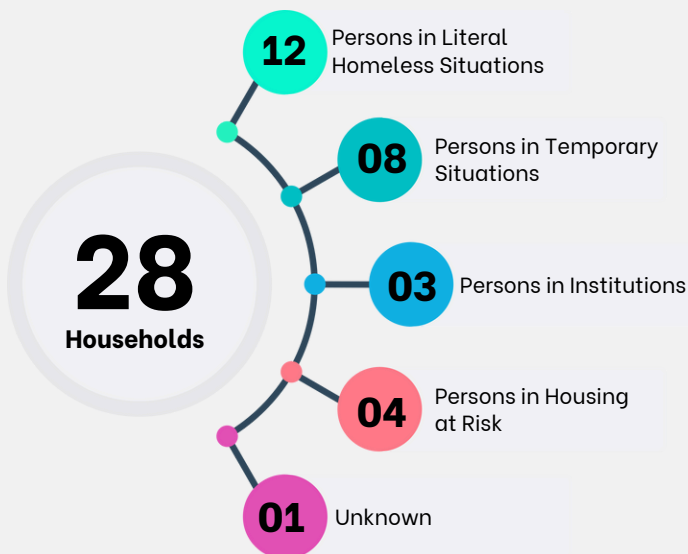 12
Persons in Literal
Homeless Situations
08
Persons in Temporary
Situations
28
Households
03
Persons in Institutions
04
Persons in Housing
at Risk
01
Unknown